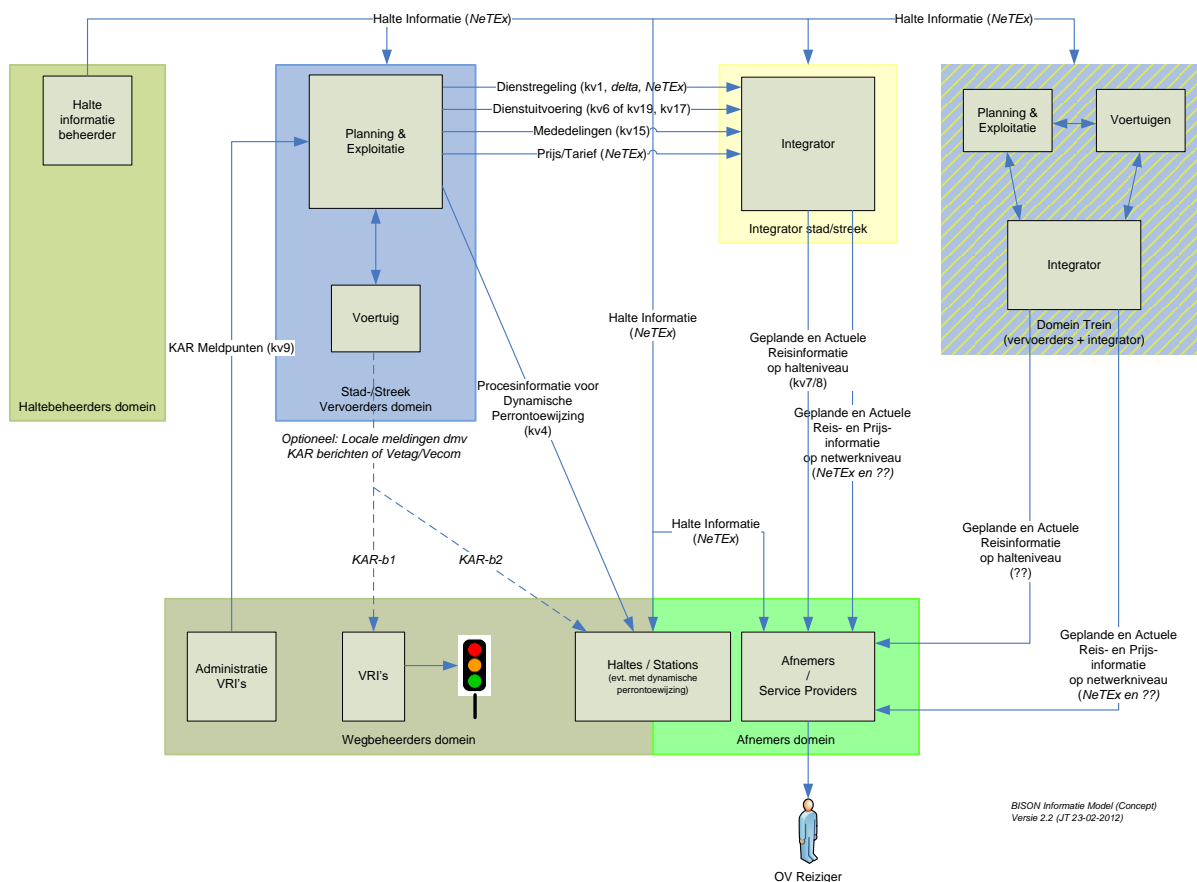 Halte Informatie (NeTEx)
Halte Informatie (NeTEx)
Halte
informatie
beheerder
Haltebeheerders domein
Planning &
Exploitatie
Voertuig
Stad-/Streek
Vervoerders domein
Dienstregeling (kv1, delta, NeTEx)
Dienstuitvoering (kv6 of kv19, kv17)
Mededelingen (kv15)
Prijs/Tarief (NeTEx)
Integrator
Integrator stad/streek
Planning &
Exploitatie
Voertuigen
Integrator
Domein Trein
(vervoerders + integrator)
KAR Meldpunten (kv9)
Halte Informatie
(NeTEx)
Geplande en Actuele
Reisinformatie
op halteniveau
(kv7/8)
Procesinformatie voor
Dynamische
Perrontoewijzing
(kv4)
Geplande en Actuele
Reis- en Prijs-
informatie
op netwerkniveau
(NeTEx en ??)
Optioneel: Locale meldingen dmv
KAR berichten of Vetag/Vecom
Halte Informatie
(NeTEx)
Geplande en Actuele
Reisinformatie
op halteniveau
(??)
KAR-b1
KAR-b2
Geplande en Actuele
Reis- en Prijs-
informatie
op netwerkniveau
(NeTEx en ??)
Administratie
VRI's
VRI's
Haltes / Stations
(evt. met dynamische
perrontoewijzing)
Afnemers
/
Service Providers
Wegbeheerders domein
Afnemers domein
BISON Informatie Model (Concept)
Versie 2.2 (JT 23-02-2012)
OV Reiziger